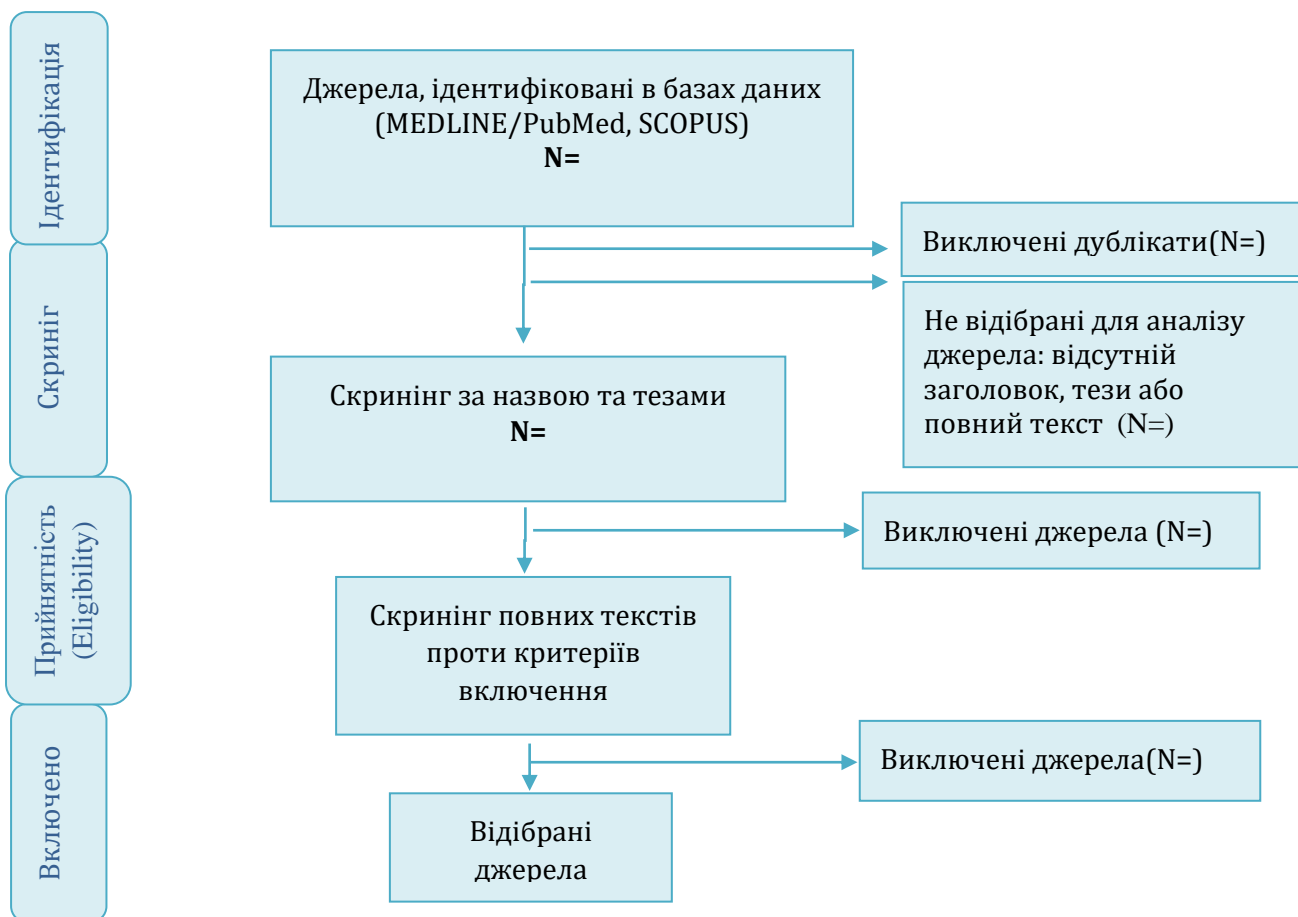 Ідентифікація
Джерела, ідентифіковані в базах даних
(MEDLINE/PubMed, SCOPUS)
N=
Виключені дублікати(N=)
Скриніг
Не відібрані для аналізу
джерела: відсутній
заголовок, тези або
повний текст (N=)
Скринінг за назвою та тезами
N=
Прийнятність
(Eligibility)
Виключені джерела (N=)
Скринінг повних текстів
проти критеріїв
включення
Включено
Виключені джерела(N=)
Відібрані
джерела